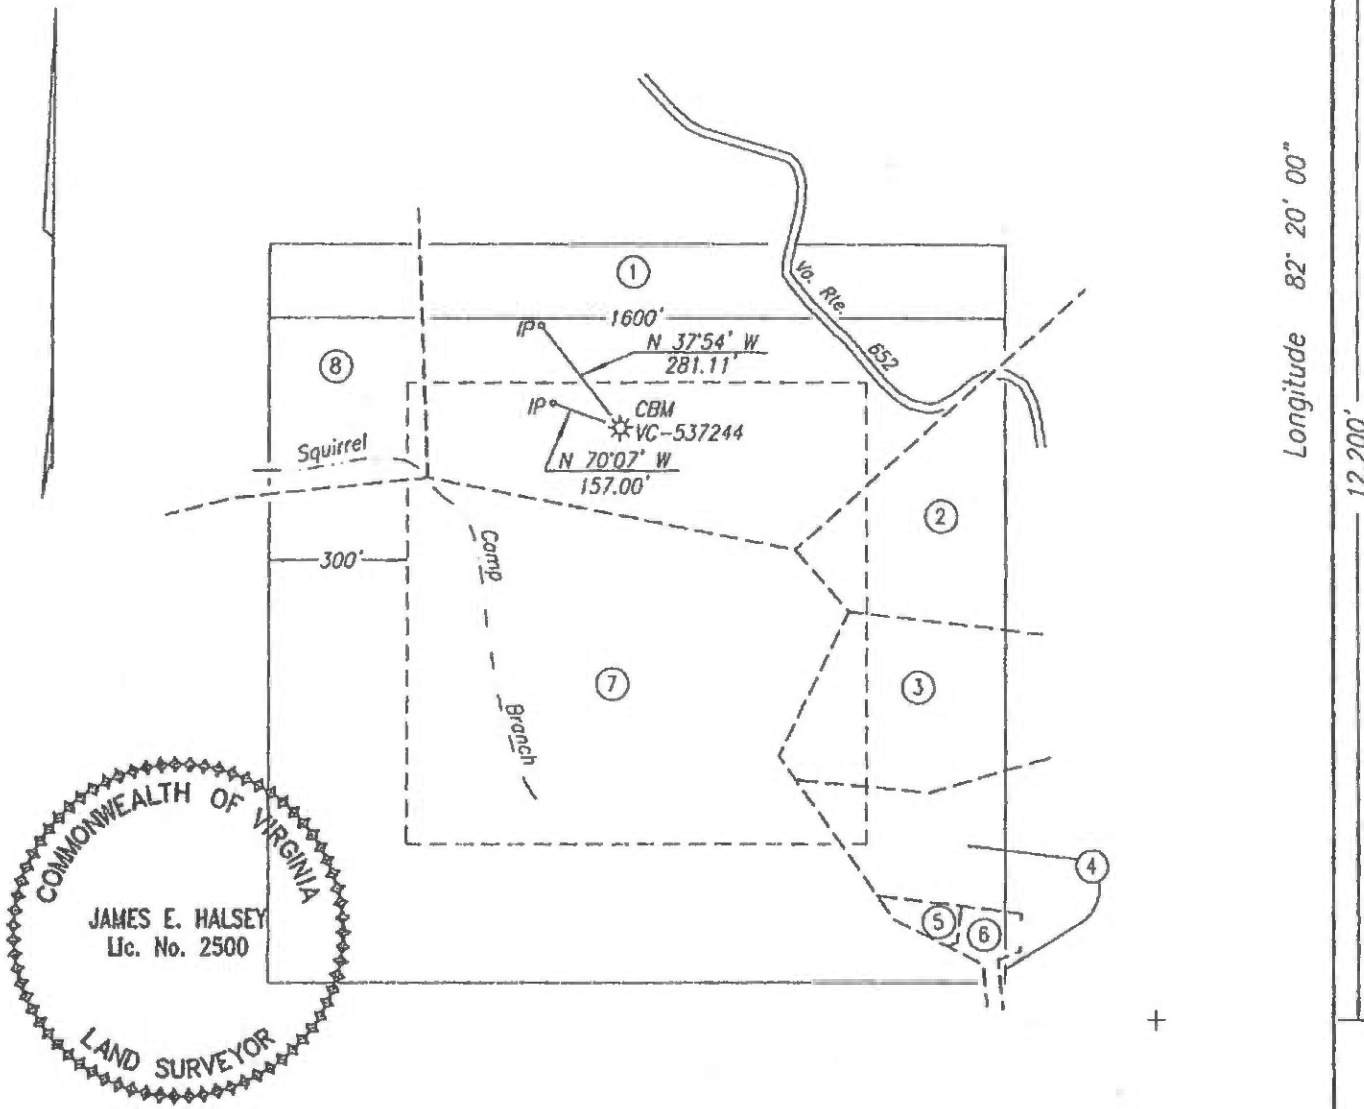 Longitude 82° 20' 00"
12,200'
1
Va. Rte. 652
1600'
IP
N 37°54' W
281.11'
8
IP
CBM
VC-537244
Squirrel
N 70°07' W
157.00'
2
Camp
300'
7
3
Branch
4
5
6
COMMONWEALTH OF VIRGINIA
JAMES E. HALSEY
Lic. No. 2500
LAND SURVEYOR